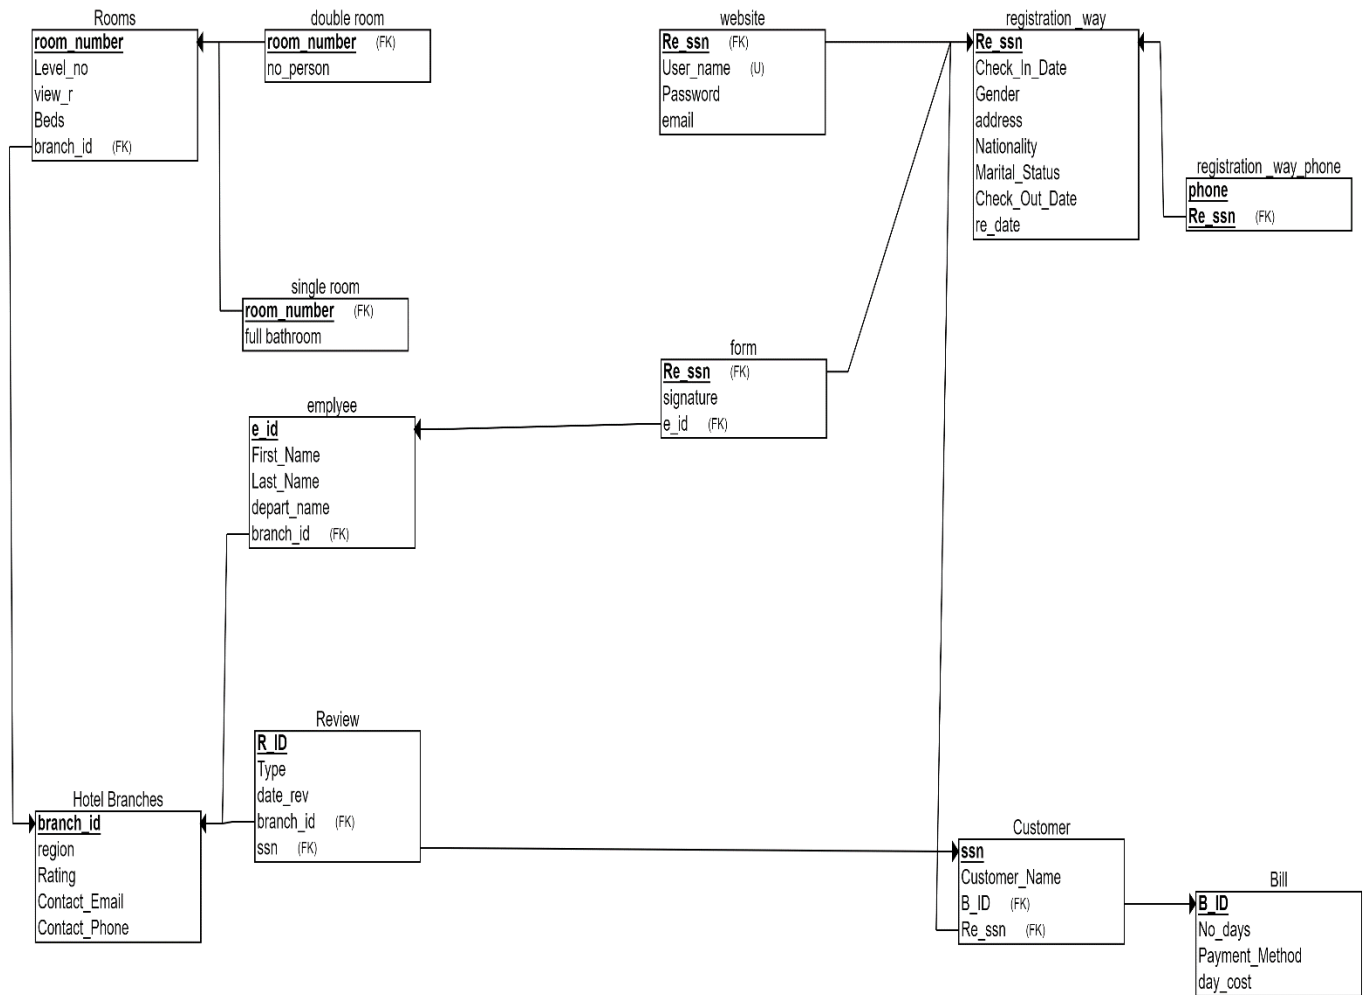 Rooms
room_number
Level_no
view_r
Beds
branch_id (FK)
double room
room_number (FK)
no_person
website
Re_ssn (FK)
User_name (U)
Password
email
registration _way
Re_ssn
Check_In_Date
Gender
address
Nationality
Marital_Status
Check_Out_Date
re_date
registration _way_phone
phone
Re_ssn (FK)
single room
room_number (FK)
full bathroom
form
Re_ssn (FK)
signature
e_id (FK)
emplyee
e_id
First_Name
Last_Name
depart_name
branch_id (FK)
Review
R_ID
Type
date_rev
branch_id (FK)
ssn (FK)
Hotel Branches
branch_id
region
Rating
Contact_Email
Contact_Phone
Customer
ssn
Customer_Name
B_ID (FK)
Re_ssn (FK)
Bill
B_ID
No_days
Payment_Method
day_cost